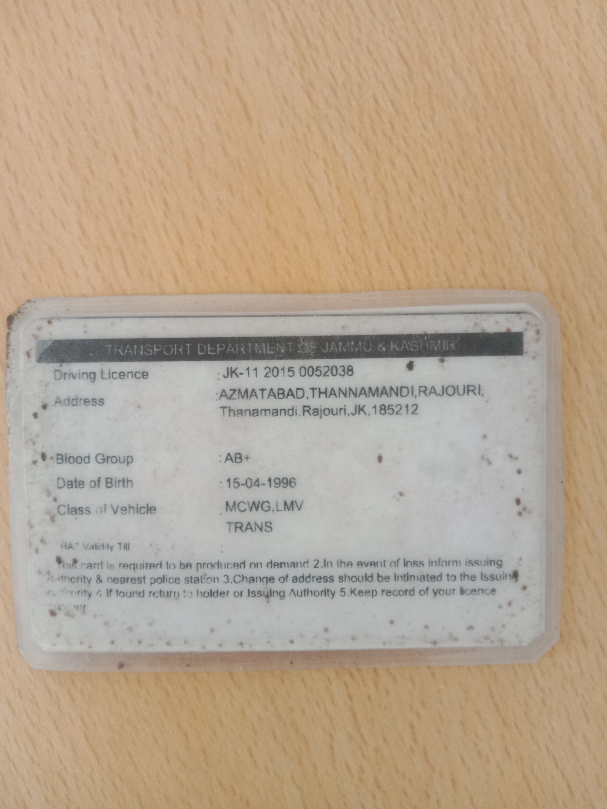 TRANSPORT DEPARTMENT OF JAMMU & KASHMIR
Driving Licence : JK-11 2015 0052038
Address : AZMATABAD,THANNAMANDI,RAJOURI,
Thanamandi,Rajouri,JK,185212
Blood Group : AB+
Date of Birth : 15-04-1996
Class of Vehicle : MCWG,LMV
TRANS
HAZ Validity Till :
This card is required to be produced on demand 2.In the event of loss inform issuing
Authority & nearest police station 3.Change of address should be intimated to the Issuing
Authority 4.If found return to holder or Issuing Authority 5.Keep record of your licence